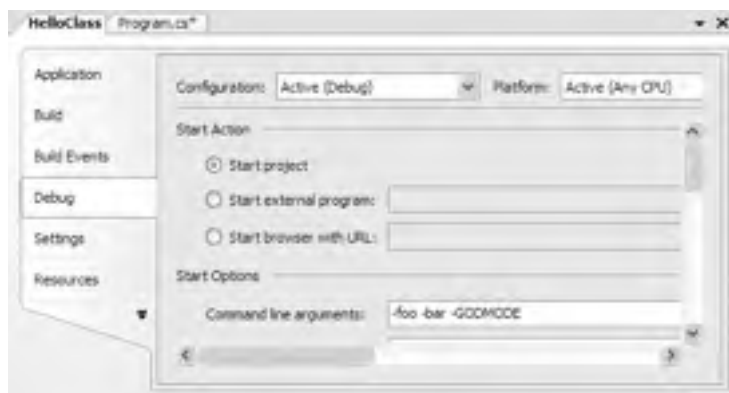 HelloClass Program.cs*
Application
Build
Build Events
Debug
Settings
Resources
Configuration: Active (Debug) Platform: Active (Any CPU)
Start Action
Start project
Start external program:
Start browser with URL:
Start Options
Command line arguments: -foo -bar -GODMODE